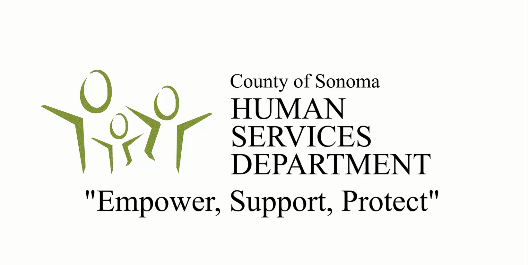 County of Sonoma
HUMAN
SERVICES
DEPARTMENT
"Empower, Support, Protect"